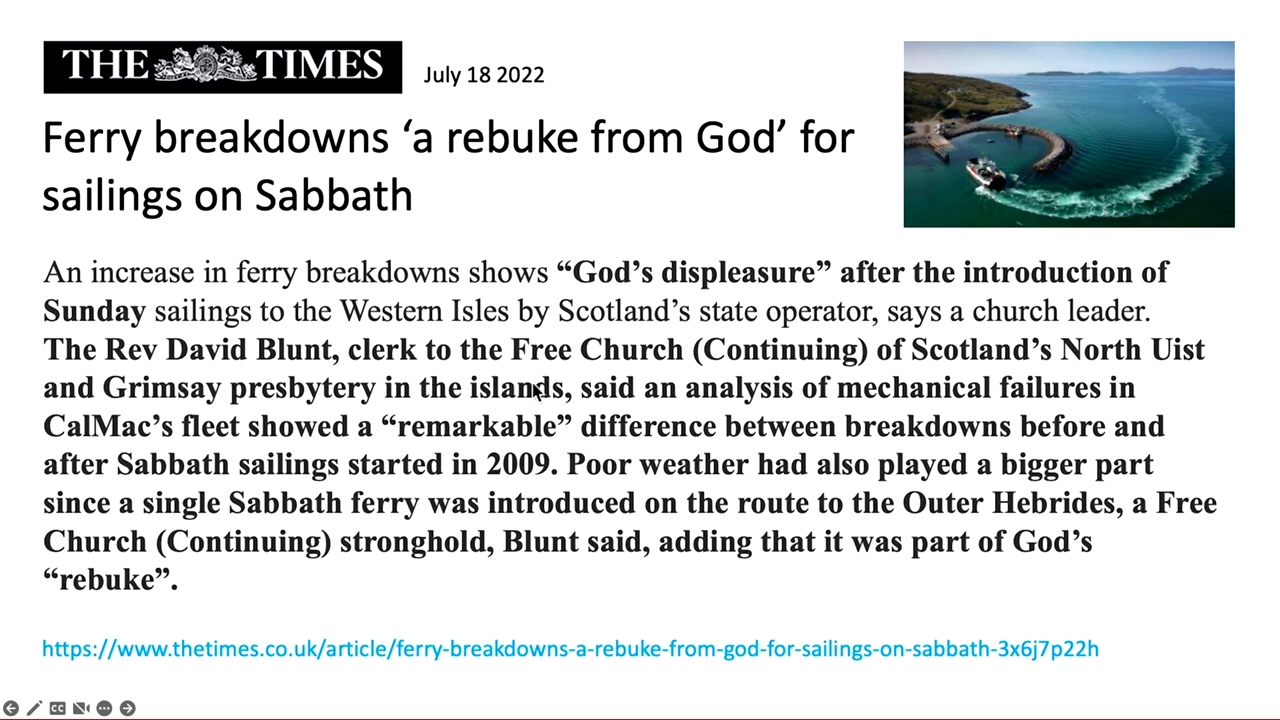 THE TIMES
July 18 2022
Ferry breakdowns ‘a rebuke from God’ for
sailings on Sabbath
An increase in ferry breakdowns shows “God’s displeasure” after the introduction of
Sunday sailings to the Western Isles by Scotland’s state operator, says a church leader.
The Rev David Blunt, clerk to the Free Church (Continuing) of Scotland’s North Uist
and Grimsay presbytery in the islands, said an analysis of mechanical failures in
CalMac’s fleet showed a “remarkable” difference between breakdowns before and
after Sabbath sailings started in 2009. Poor weather had also played a bigger part
since a single Sabbath ferry was introduced on the route to the Outer Hebrides, a Free
Church (Continuing) stronghold, Blunt said, adding that it was part of God’s
“rebuke”.
https://www.thetimes.co.uk/article/ferry-breakdowns-a-rebuke-from-god-for-sailings-on-sabbath-3x6j7p22h
CC